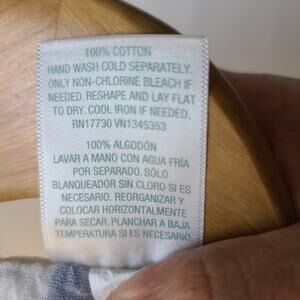 100% COTTON
HAND WASH COLD SEPARATELY.
ONLY NON-CHLORINE BLEACH IF
NEEDED. RESHAPE AND LAY FLAT
TO DRY. COOL IRON IF NEEDED.
RN17730 VN1345353
100% ALGODÓN
LAVAR A MANO CON AGUA FRÍA
POR SEPARADO. SÓLO
BLANQUEADOR SIN CLORO SI ES
NECESARIO. REORGANIZAR Y
COLOCAR HORIZONTALMENTE
PARA SECAR. PLANCHAR A BAJA
TEMPERATURA SI ES NECESARIO